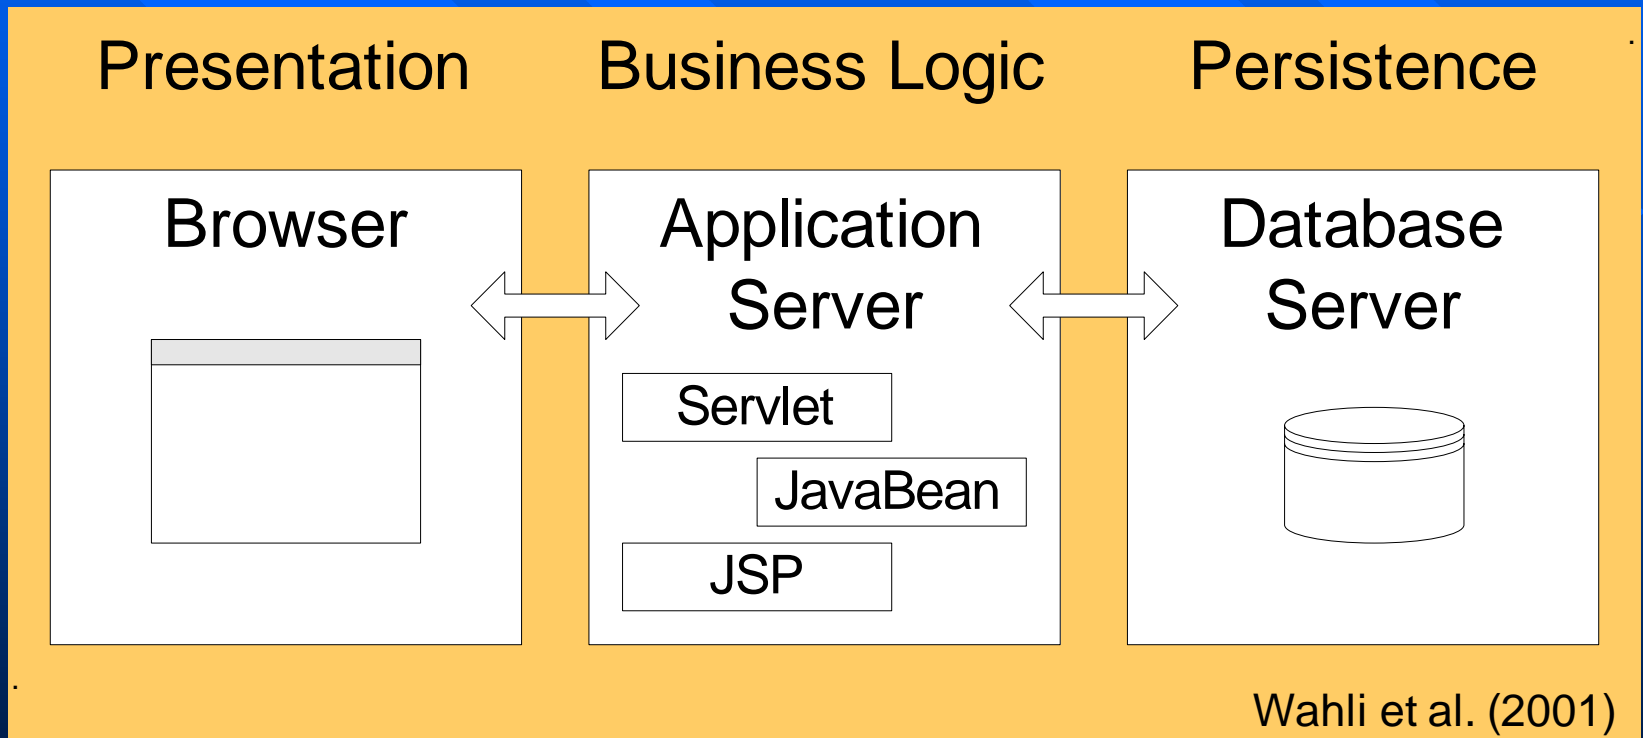 Presentation
Business Logic
Persistence
Browser
Application
Server
Servlet
JavaBean
JSP
Database
Server
Wahli et al. (2001)